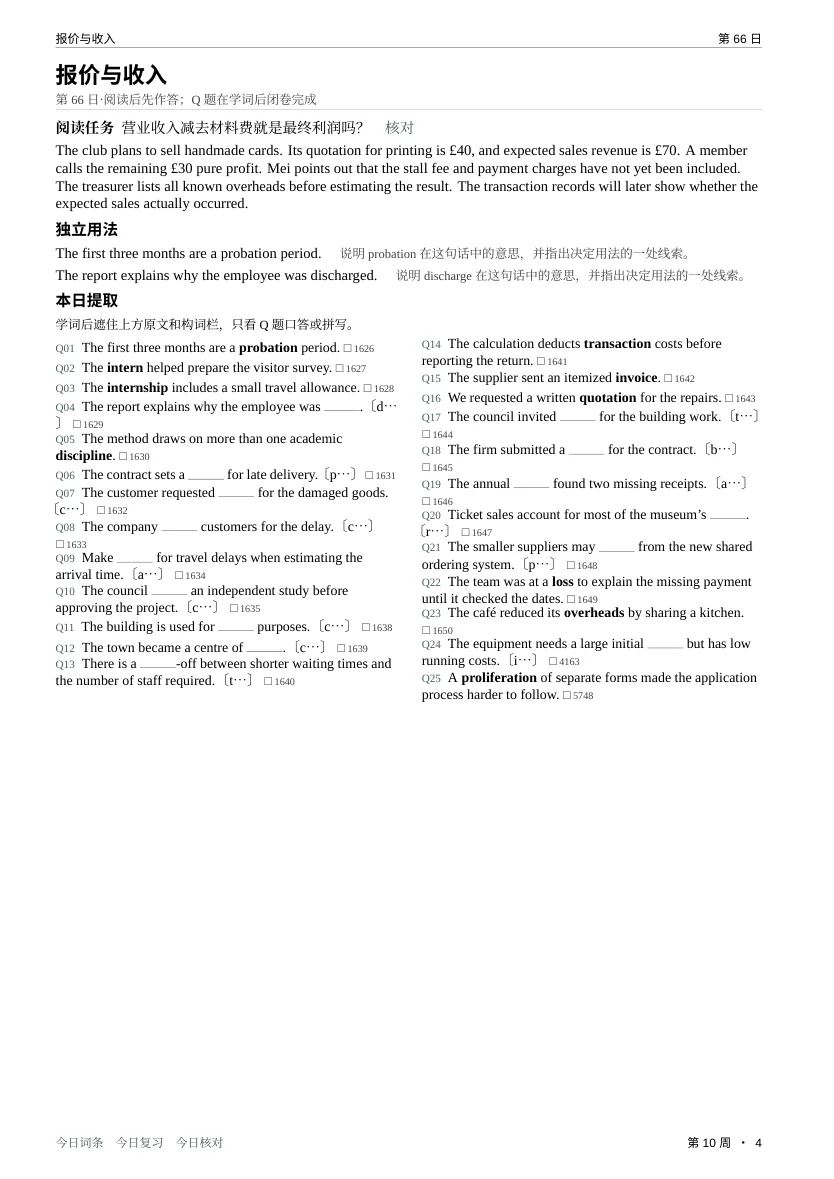 报价与收入
第 66 日
报价与收入
第 66 日·阅读后先作答；Q 题在学词后闭卷完成
阅读任务 营业收入减去材料费就是最终利润吗？ 核对
The club plans to sell handmade cards. Its quotation for printing is £40, and expected sales revenue is £70. A member
calls the remaining £30 pure profit. Mei points out that the stall fee and payment charges have not yet been included.
The treasurer lists all known overheads before estimating the result. The transaction records will later show whether the
expected sales actually occurred.
独立用法
The first three months are a probation period. 说明 probation 在这句话中的意思，并指出决定用法的一处线索。
The report explains why the employee was discharged. 说明 discharge 在这句话中的意思，并指出决定用法的一处线索。
本日提取
学词后遮住上方原文和构词栏，只看 Q 题口答或拼写。
Q01 The first three months are a probation period. □ 1626
Q02 The intern helped prepare the visitor survey. □ 1627
Q03 The internship includes a small travel allowance. □ 1628
Q04 The report explains why the employee was _____.〔d···
〕 □ 1629
Q05 The method draws on more than one academic
discipline. □ 1630
Q06 The contract sets a _____ for late delivery.〔p···〕 □ 1631
Q07 The customer requested _____ for the damaged goods.
〔c···〕 □ 1632
Q08 The company _____ customers for the delay.〔c···〕
□ 1633
Q09 Make _____ for travel delays when estimating the
arrival time.〔a···〕 □ 1634
Q10 The council _____ an independent study before
approving the project.〔c···〕 □ 1635
Q11 The building is used for _____ purposes.〔c···〕 □ 1638
Q12 The town became a centre of _____.〔c···〕 □ 1639
Q13 There is a _____-off between shorter waiting times and
the number of staff required.〔t···〕 □ 1640
Q14 The calculation deducts transaction costs before
reporting the return. □ 1641
Q15 The supplier sent an itemized invoice. □ 1642
Q16 We requested a written quotation for the repairs. □ 1643
Q17 The council invited _____ for the building work.〔t···〕
□ 1644
Q18 The firm submitted a _____ for the contract.〔b···〕
□ 1645
Q19 The annual _____ found two missing receipts.〔a···〕
□ 1646
Q20 Ticket sales account for most of the museum’s _____.
〔r···〕 □ 1647
Q21 The smaller suppliers may _____ from the new shared
ordering system.〔p···〕 □ 1648
Q22 The team was at a loss to explain the missing payment
until it checked the dates. □ 1649
Q23 The café reduced its overheads by sharing a kitchen.
□ 1650
Q24 The equipment needs a large initial _____ but has low
running costs.〔i···〕 □ 4163
Q25 A proliferation of separate forms made the application
process harder to follow. □ 5748
今日词条 今日复习 今日核对
第 10 周 · 4